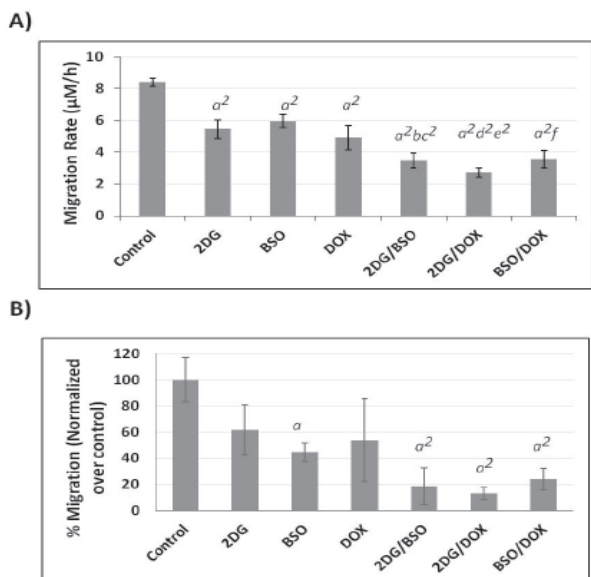 A)
Migration Rate (µM/h)
10
8
6
4
2
0
a²
a²
a²
a²bc²
a²d²e²
a²f
Control
2DG
BSO
DOX
2DG/BSO
2DG/DOX
BSO/DOX
B)
% Migration (Normalized
over control)
120
100
80
60
40
20
0
a
a²
a²
a²
Control
2DG
BSO
DOX
2DG/BSO
2DG/DOX
BSO/DOX